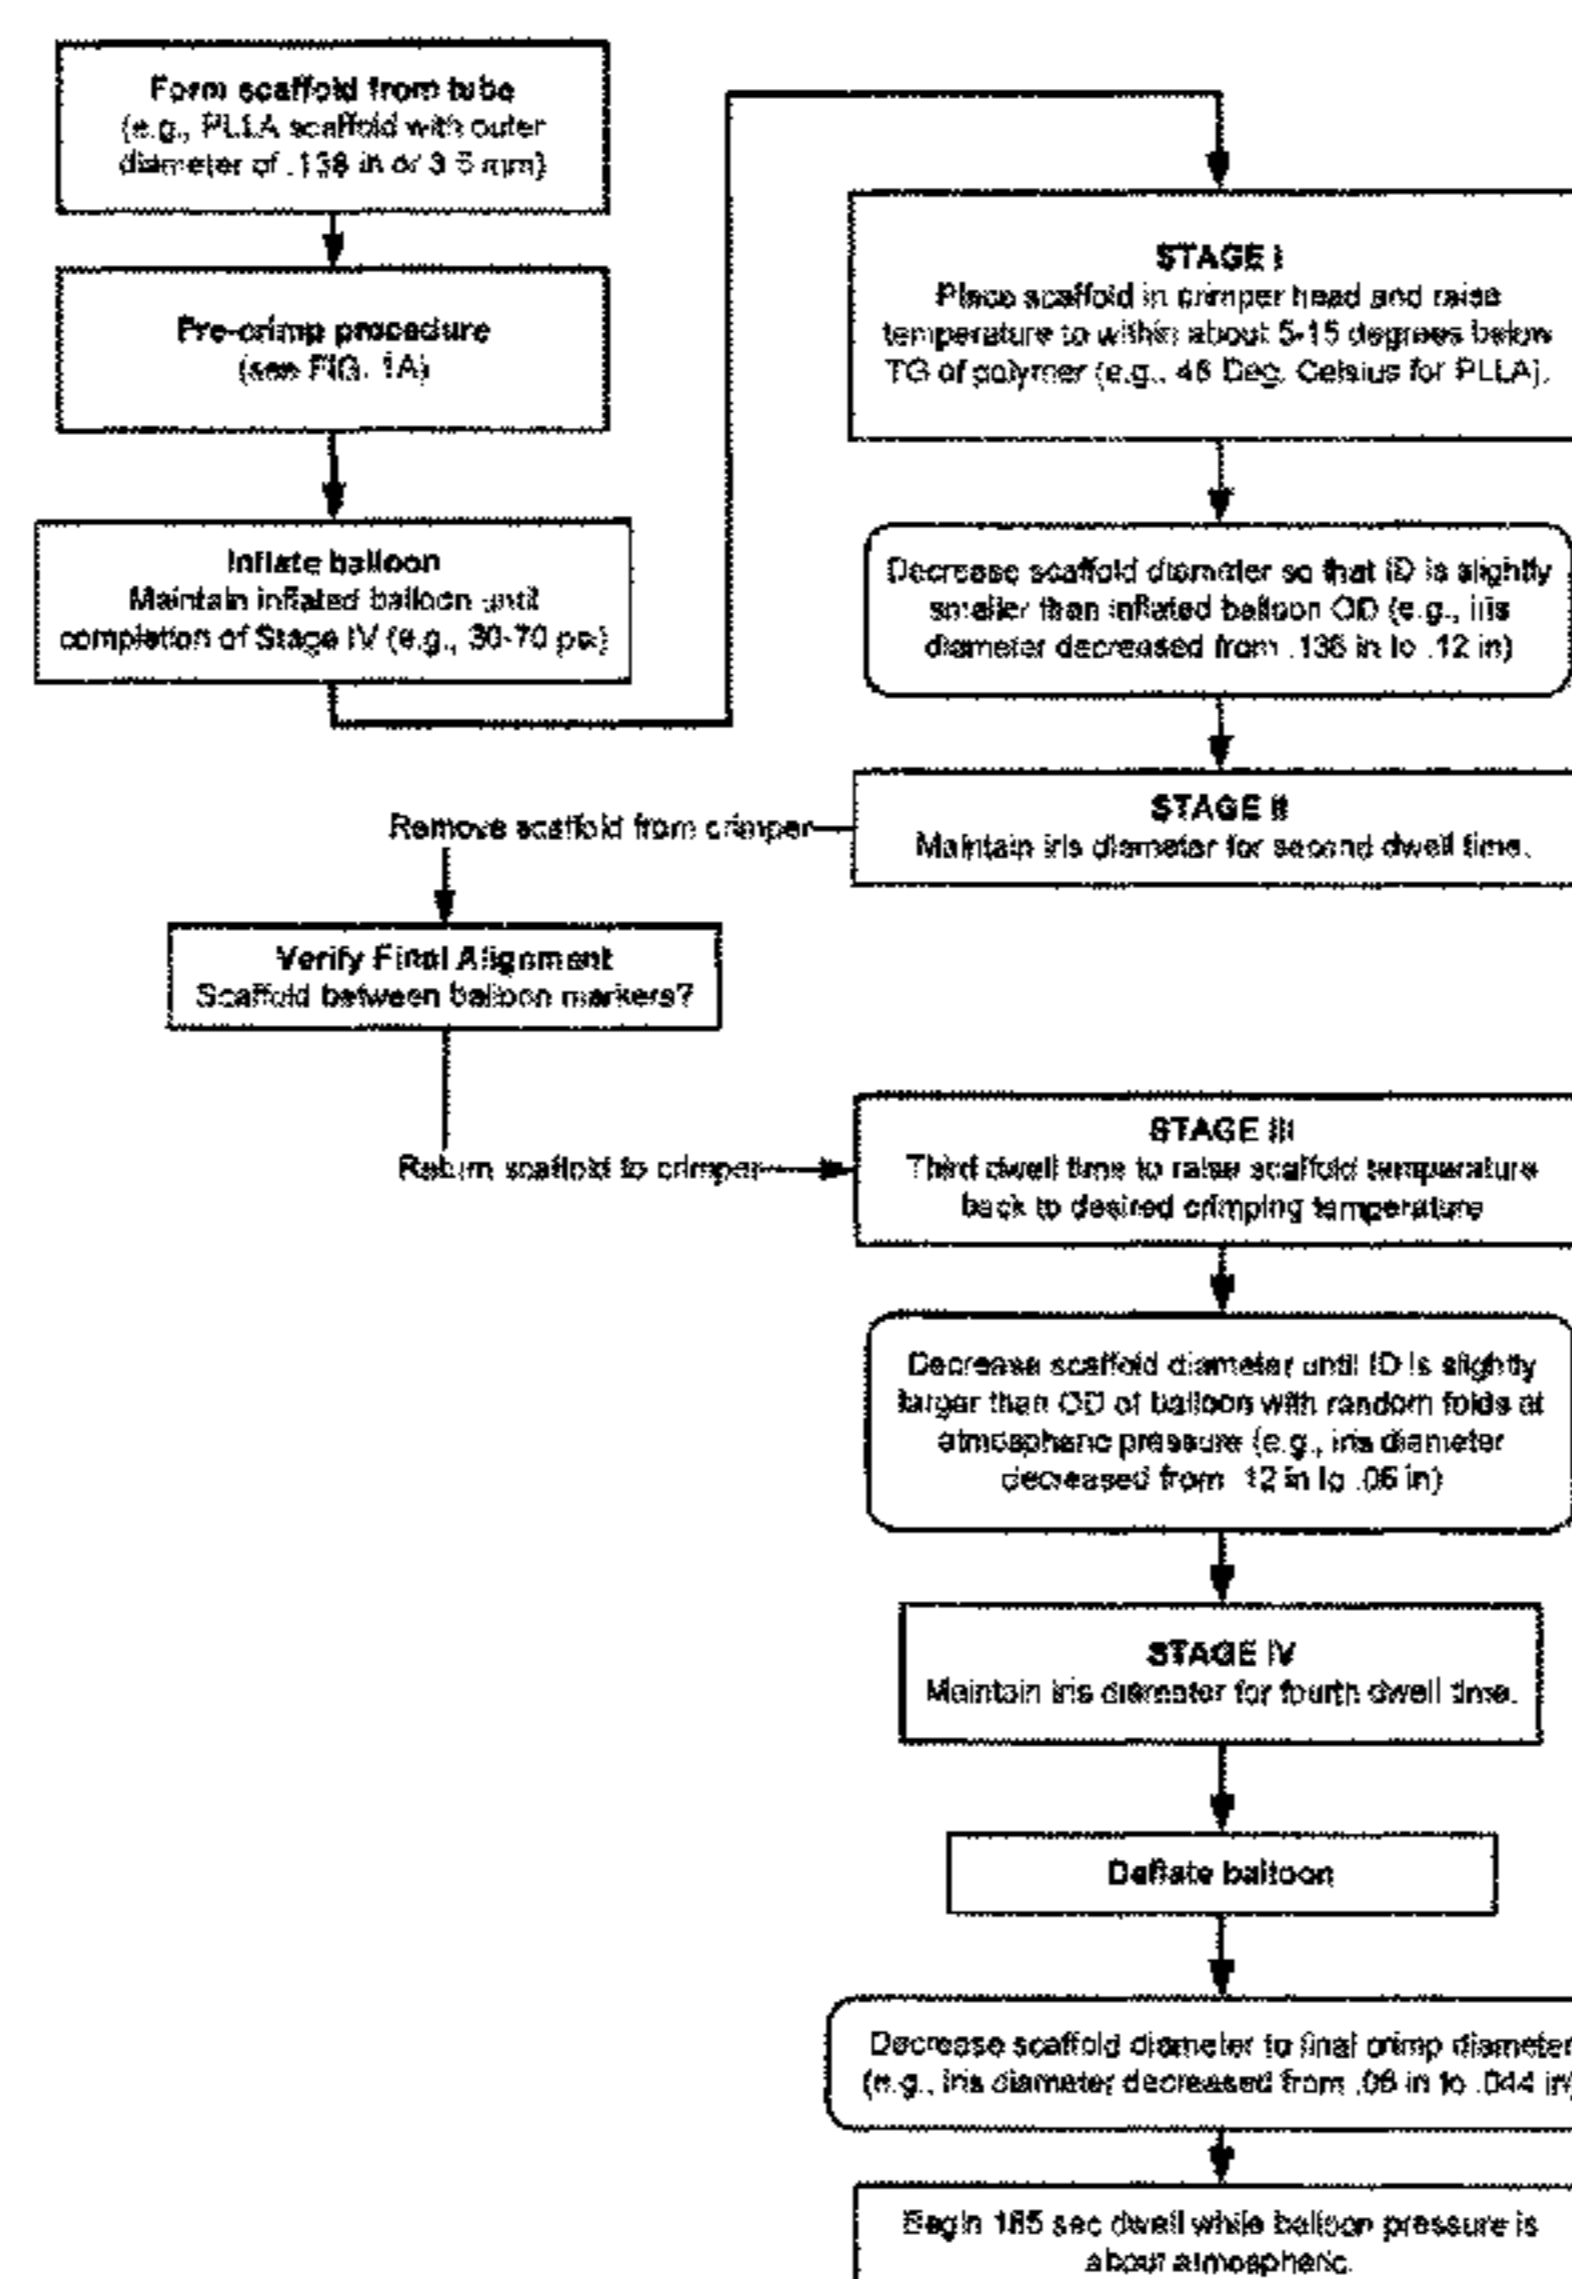 Form scaffold from tube
(e.g., PLLA scaffold with outer
diameter of .138 in or 3.5 mm)
Pre-crimp procedure
(see FIG. 1A)
Inflate balloon
Maintain inflated balloon until
completion of Stage IV (e.g., 30-70 psi)
STAGE I
Place scaffold in crimper head and raise
temperature to within about 5-15 degrees below
TG of polymer (e.g., 48 Deg. Celsius for PLLA).
Decrease scaffold diameter so that ID is slightly
smaller than inflated balloon OD (e.g., iris
diameter decreased from .136 in to .12 in)
STAGE II
Maintain iris diameter for second dwell time.
Remove scaffold from crimper
Verify Final Alignment
Scaffold between balloon markers?
Return scaffold to crimper
STAGE III
Third dwell time to raise scaffold temperature
back to desired crimping temperature
Decrease scaffold diameter until ID is slightly
larger than OD of balloon with random folds at
atmospheric pressure (e.g., iris diameter
decreased from .12 in to .06 in)
STAGE IV
Maintain iris diameter for fourth dwell time.
Deflate balloon
Decrease scaffold diameter to final crimp diameter
(e.g., iris diameter decreased from .06 in to .044 in)
Begin 185 sec dwell while balloon pressure is
about atmospheric.